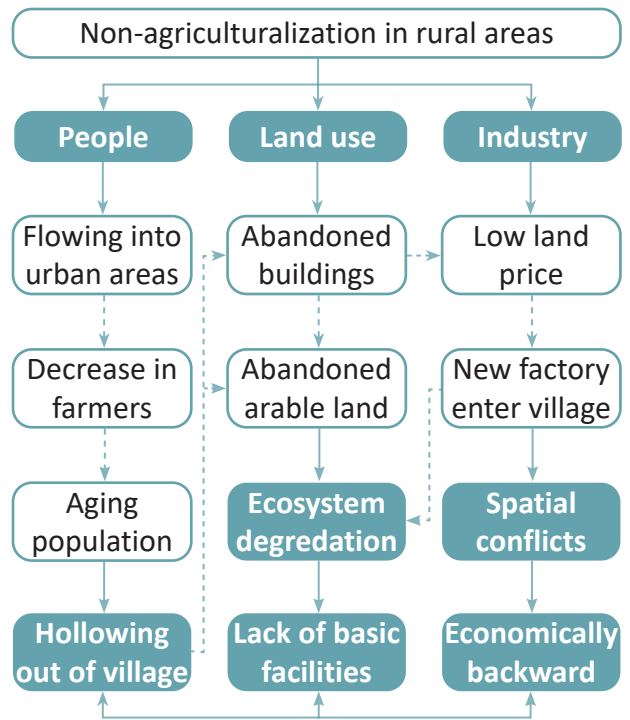 Non-agriculturalization in rural areas
People
Land use
Industry
Flowing into
urban areas
Abandoned
buildings
Low land
price
Decrease in
farmers
Abandoned
arable land
New factory
enter village
Aging
population
Ecosystem
degredation
Spatial
conflicts
Hollowing
out of village
Lack of basic
facilities
Economically
backward